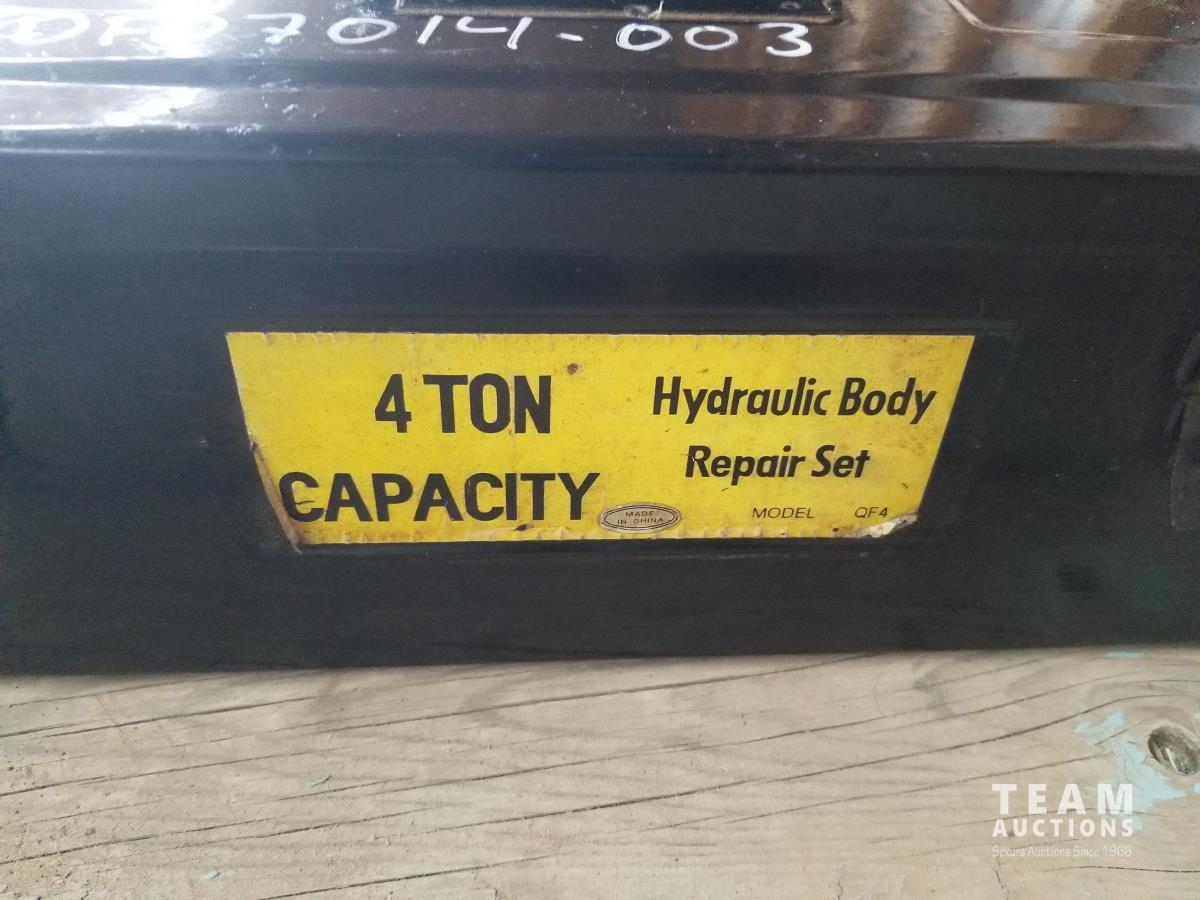 DF07014-003
4 TON
CAPACITY
Hydraulic Body
Repair Set
MADE
IN CHINA
MODEL QF4
TEAM
AUCTIONS
Sekura Auctions Since 1966